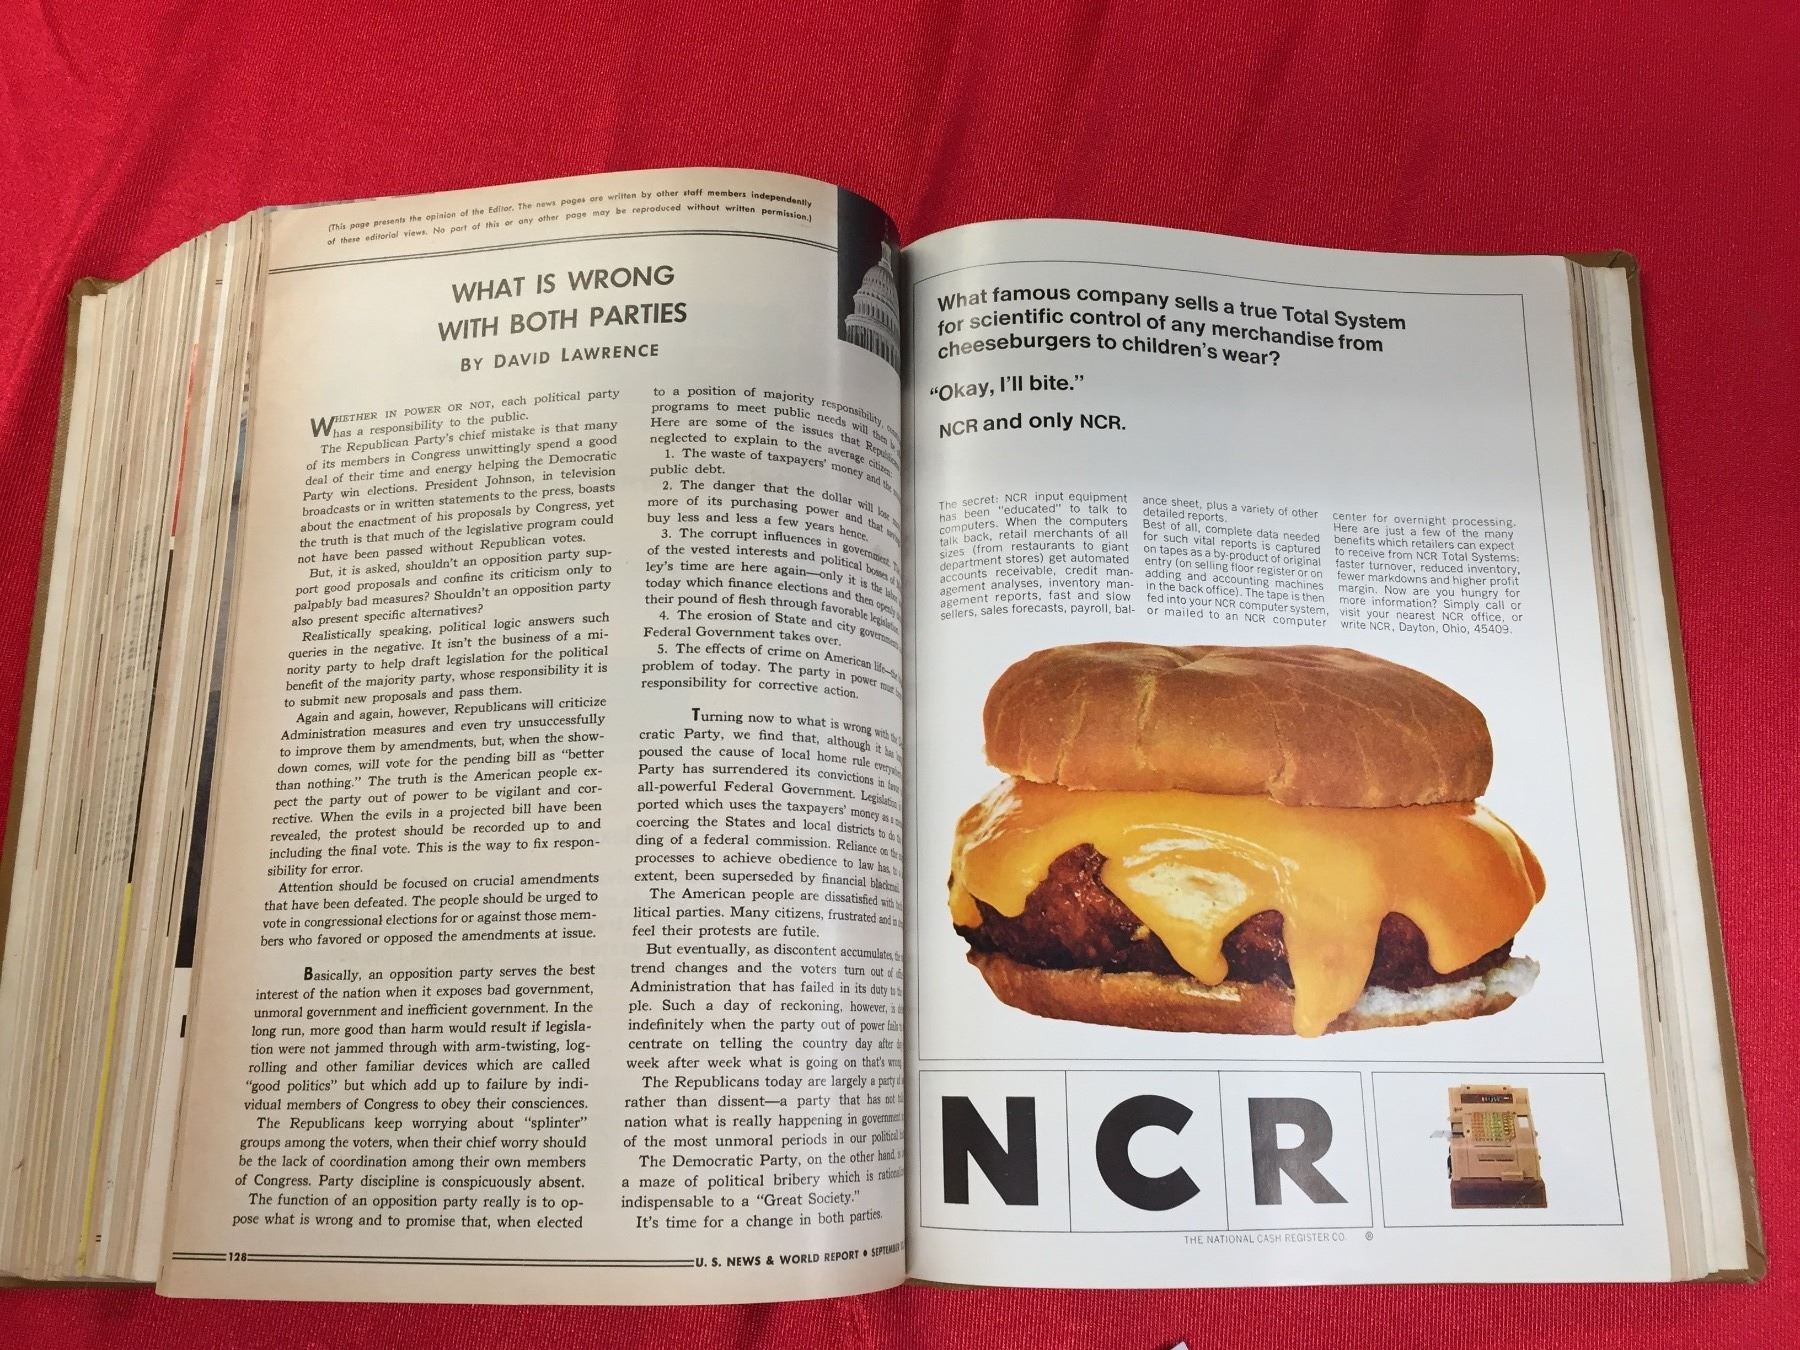 (This page presents the opinion of the Editor. The news pages are written by other staff members independently
of these editorial views. No part of this or any other page may be reproduced without written permission.)
WHAT IS WRONG
WITH BOTH PARTIES
BY DAVID LAWRENCE
WHETHER IN POWER OR NOT, each political party
has a responsibility to the public.
The Republican Party's chief mistake is that many
of its members in Congress unwittingly spend a good
deal of their time and energy helping the Democratic
Party win elections. President Johnson, in television
broadcasts or in written statements to the press, boasts
about the enactment of his proposals by Congress, yet
the truth is that much of the legislative program could
not have been passed without Republican votes.
But, it is asked, shouldn't an opposition party sup-
port good proposals and confine its criticism only to
palpably bad measures? Shouldn't an opposition party
also present specific alternatives?
Realistically speaking, political logic answers such
queries in the negative. It isn't the business of a mi-
nority party to help draft legislation for the political
benefit of the majority party, whose responsibility it is
to submit new proposals and pass them.
Again and again, however, Republicans will criticize
Administration measures and even try unsuccessfully
to improve them by amendments, but, when the show-
down comes, will vote for the pending bill as "better
than nothing." The truth is the American people ex-
pect the party out of power to be vigilant and cor-
rective. When the evils in a projected bill have been
revealed, the protest should be recorded up to and
including the final vote. This is the way to fix respon-
sibility for error.
Attention should be focused on crucial amendments
that have been defeated. The people should be urged to
vote in congressional elections for or against those mem-
bers who favored or opposed the amendments at issue.
Basically, an opposition party serves the best
interest of the nation when it exposes bad government,
unmoral government and inefficient government. In the
long run, more good than harm would result if legisla-
tion were not jammed through with arm-twisting, log-
rolling and other familiar devices which are called
"good politics" but which add up to failure by indi-
vidual members of Congress to obey their consciences.
The Republicans keep worrying about "splinter"
groups among the voters, when their chief worry should
be the lack of coordination among their own members
of Congress. Party discipline is conspicuously absent.
The function of an opposition party really is to op-
pose what is wrong and to promise that, when elected
to a position of majority responsibility,
programs to meet public needs will then
Here are some of the issues that
neglected to explain to the average citizen:
1. The waste of taxpayers' money and the
public debt.
2. The danger that the dollar will lose
more of its purchasing power and that
buy less and less a few years hence.
3. The corrupt influences in government.
of the vested interests and political bosses of
ley's time are here again—only it is the
today which finance elections and then
their pound of flesh through favorable legislation.
4. The erosion of State and city
Federal Government takes over.
5. The effects of crime on American life—the
problem of today. The party in power must
responsibility for corrective action.
Turning now to what is wrong with the
cratic Party, we find that, although it has
poused the cause of local home rule
Party has surrendered its convictions in
all-powerful Federal Government. Legislation
ported which uses the taxpayers' money as a
coercing the States and local districts to do
ding of a federal commission. Reliance on
processes to achieve obedience to law has,
extent, been superseded by financial
The American people are dissatisfied with
litical parties. Many citizens, frustrated and
feel their protests are futile.
But eventually, as discontent accumulates,
trend changes and the voters turn out of
Administration that has failed in its duty to
ple. Such a day of reckoning, however, is
indefinitely when the party out of power
centrate on telling the country day after
week after week what is going on that's
The Republicans today are largely a party
rather than dissent—a party that has not
nation what is really happening in
of the most unmoral periods in our political
The Democratic Party, on the other hand,
a maze of political bribery which is
indispensable to a "Great Society."
It's time for a change in both parties.
128
U. S. NEWS & WORLD REPORT • SEPTEMBER
What famous company sells a true Total System
for scientific control of any merchandise from
cheeseburgers to children's wear?
"Okay, I'll bite."
NCR and only NCR.
The secret: NCR input equipment
has been "educated" to talk to
computers. When the computers
talk back, retail merchants of all
sizes (from restaurants to giant
department stores) get automated
accounts receivable, credit man-
agement analyses, inventory man-
agement reports, fast and slow
sellers, sales forecasts, payroll, bal-
ance sheet, plus a variety of other
detailed reports.
Best of all, complete data needed
for such vital reports is captured
on tapes as a by-product of original
entry (on selling floor register or on
adding and accounting machines
in the back office). The tape is then
fed into your NCR computer system,
or mailed to an NCR computer
center for overnight processing.
Here are just a few of the many
benefits which retailers can expect
to receive from NCR Total Systems:
faster turnover, reduced inventory,
fewer markdowns and higher profit
margin. Now are you hungry for
more information? Simply call or
visit your nearest NCR office, or
write NCR, Dayton, Ohio, 45409.
NCR
THE NATIONAL CASH REGISTER CO. ®